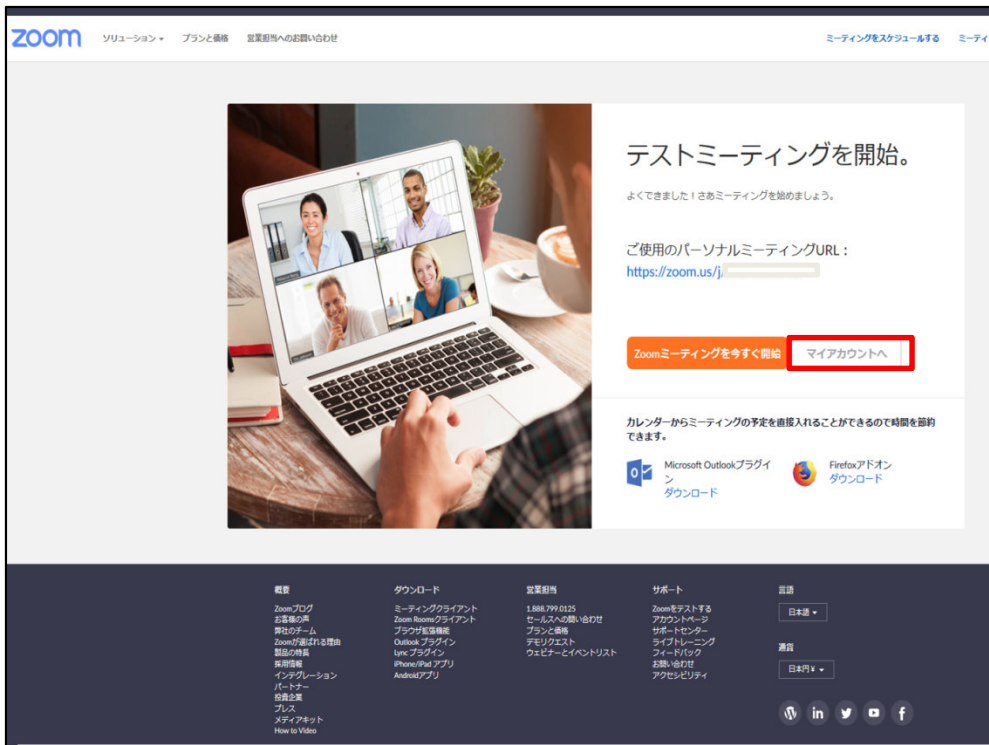 zoom
ソリューション
プランと価格
営業担当へのお問い合わせ
ミーティングをスケジュールする
ミーティ
テストミーティングを開始。
よくできました！さあミーティングを始めましょう。
ご使用のパーソナルミーティングURL：
https://zoom.us/j/
Zoomミーティングを今すぐ開始
マイアカウントへ
カレンダーからミーティングの予定を直接入れることができるので時間を節約
できます。
Microsoft Outlookプラグイ
ン
ダウンロード
Firefoxアドオン
ダウンロード
概要
Zoomブログ
お客様の声
弊社のチーム
Zoomが選ばれる理由
製品の特長
採用情報
インテグレーション
パートナー
投資企業
プレス
メディアキット
How to Video
ダウンロード
ミーティングクライアント
Zoom Roomsクライアント
ブラウザ拡張機能
Outlook プラグイン
Lync プラグイン
iPhone/iPad アプリ
Androidアプリ
営業担当
1.888.799.0125
セールスへの問い合わせ
プランと価格
デモリクエスト
ウェビナーとイベントリスト
サポート
Zoomをテストする
アカウントページ
サポートセンター
ライブトレーニング
フィードバック
お問い合わせ
アクセシビリティ
言語
日本語
通貨
日本円¥